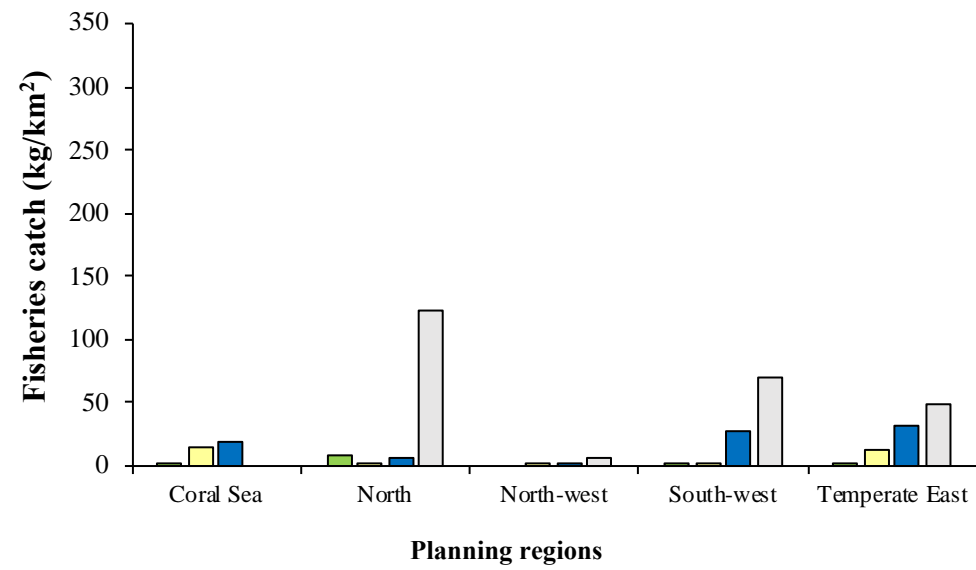 350
300
250
200
150
100
50
0
Fisheries catch (kg/km²)
Coral Sea
North
North-west
South-west
Temperate East
Planning regions